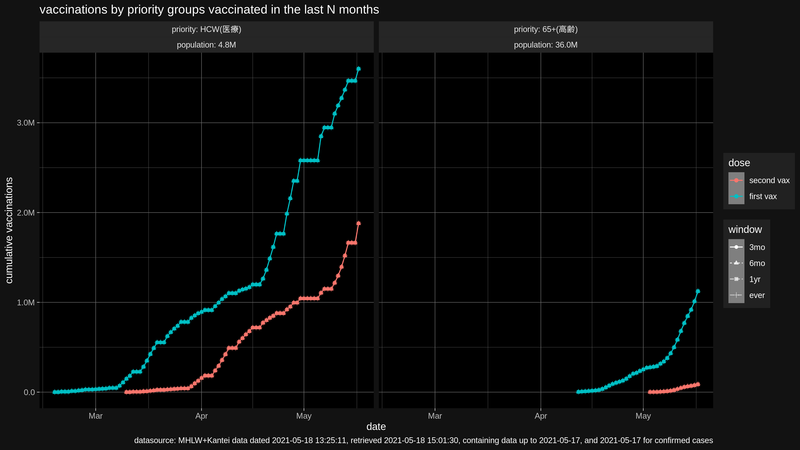 vaccinations by priority groups vaccinated in the last N months
priority: HCW(医療)
population: 4.8M
priority: 65+(高齢)
population: 36.0M
cumulative vaccinations
3.0M
2.0M
1.0M
0.0
Mar
Apr
May
Mar
Apr
May
date
dose
second vax
first vax
window
3mo
6mo
1yr
ever
datasource: MHLW+Kantei data dated 2021-05-18 13:25:11, retrieved 2021-05-18 15:01:30, containing data up to 2021-05-17, and 2021-05-17 for confirmed cases